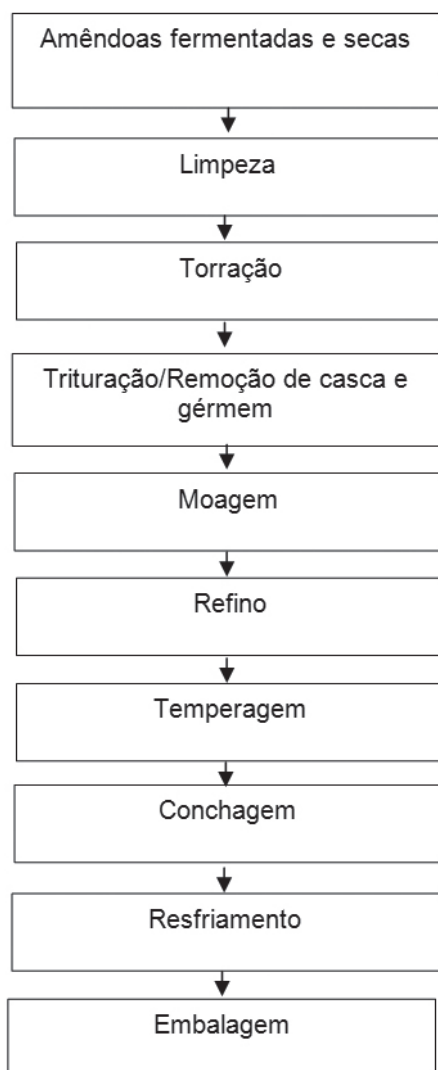 Amêndoas fermentadas e secas
Limpeza
Torração
Trituração/Remoção de casca e
gérmem
Moagem
Refino
Temperagem
Conchagem
Resfriamento
Embalagem